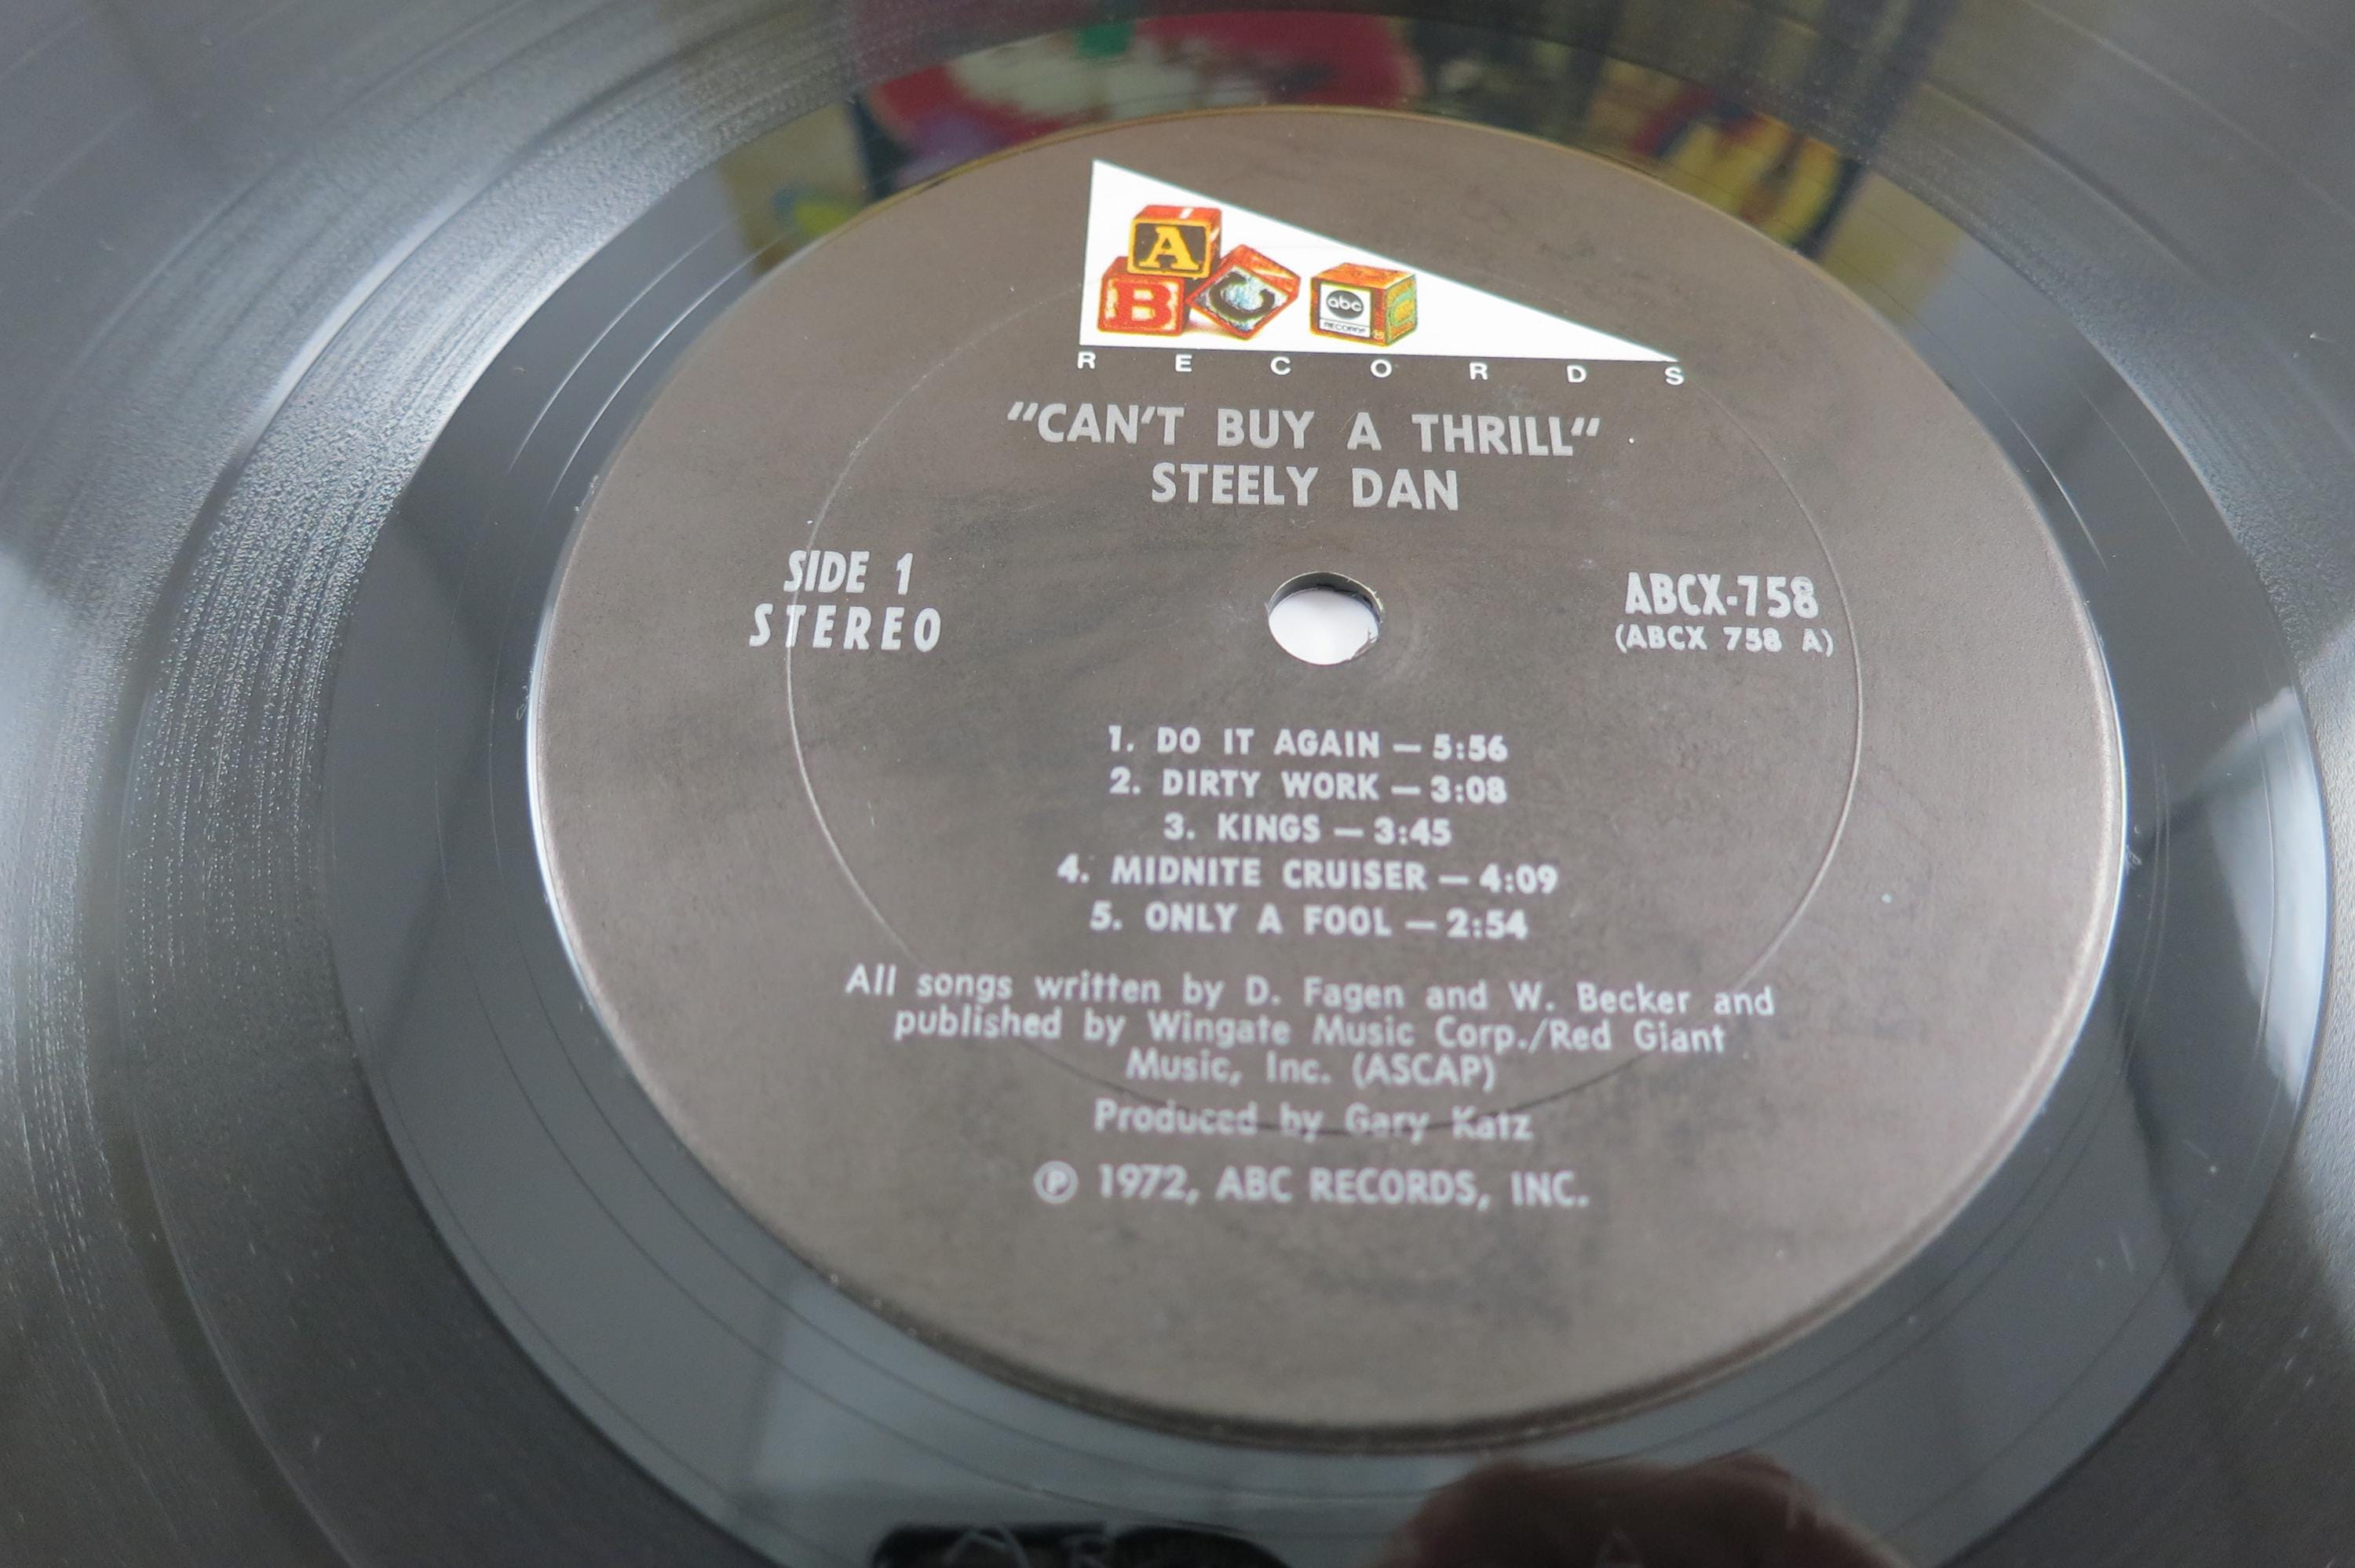 A
B C abc
RECORDS
RECORDS
"CAN'T BUY A THRILL"
STEELY DAN
SIDE 1
STEREO
ABCX-758
(ABCX 758 A)
1. DO IT AGAIN — 5:56
2. DIRTY WORK — 3:08
3. KINGS — 3:45
4. MIDNITE CRUISER — 4:09
5. ONLY A FOOL — 2:54
All songs written by D. Fagen and W. Becker and
published by Wingate Music Corp./Red Giant
Music, Inc. (ASCAP)
Produced by Gary Katz
℗ 1972, ABC RECORDS, INC.